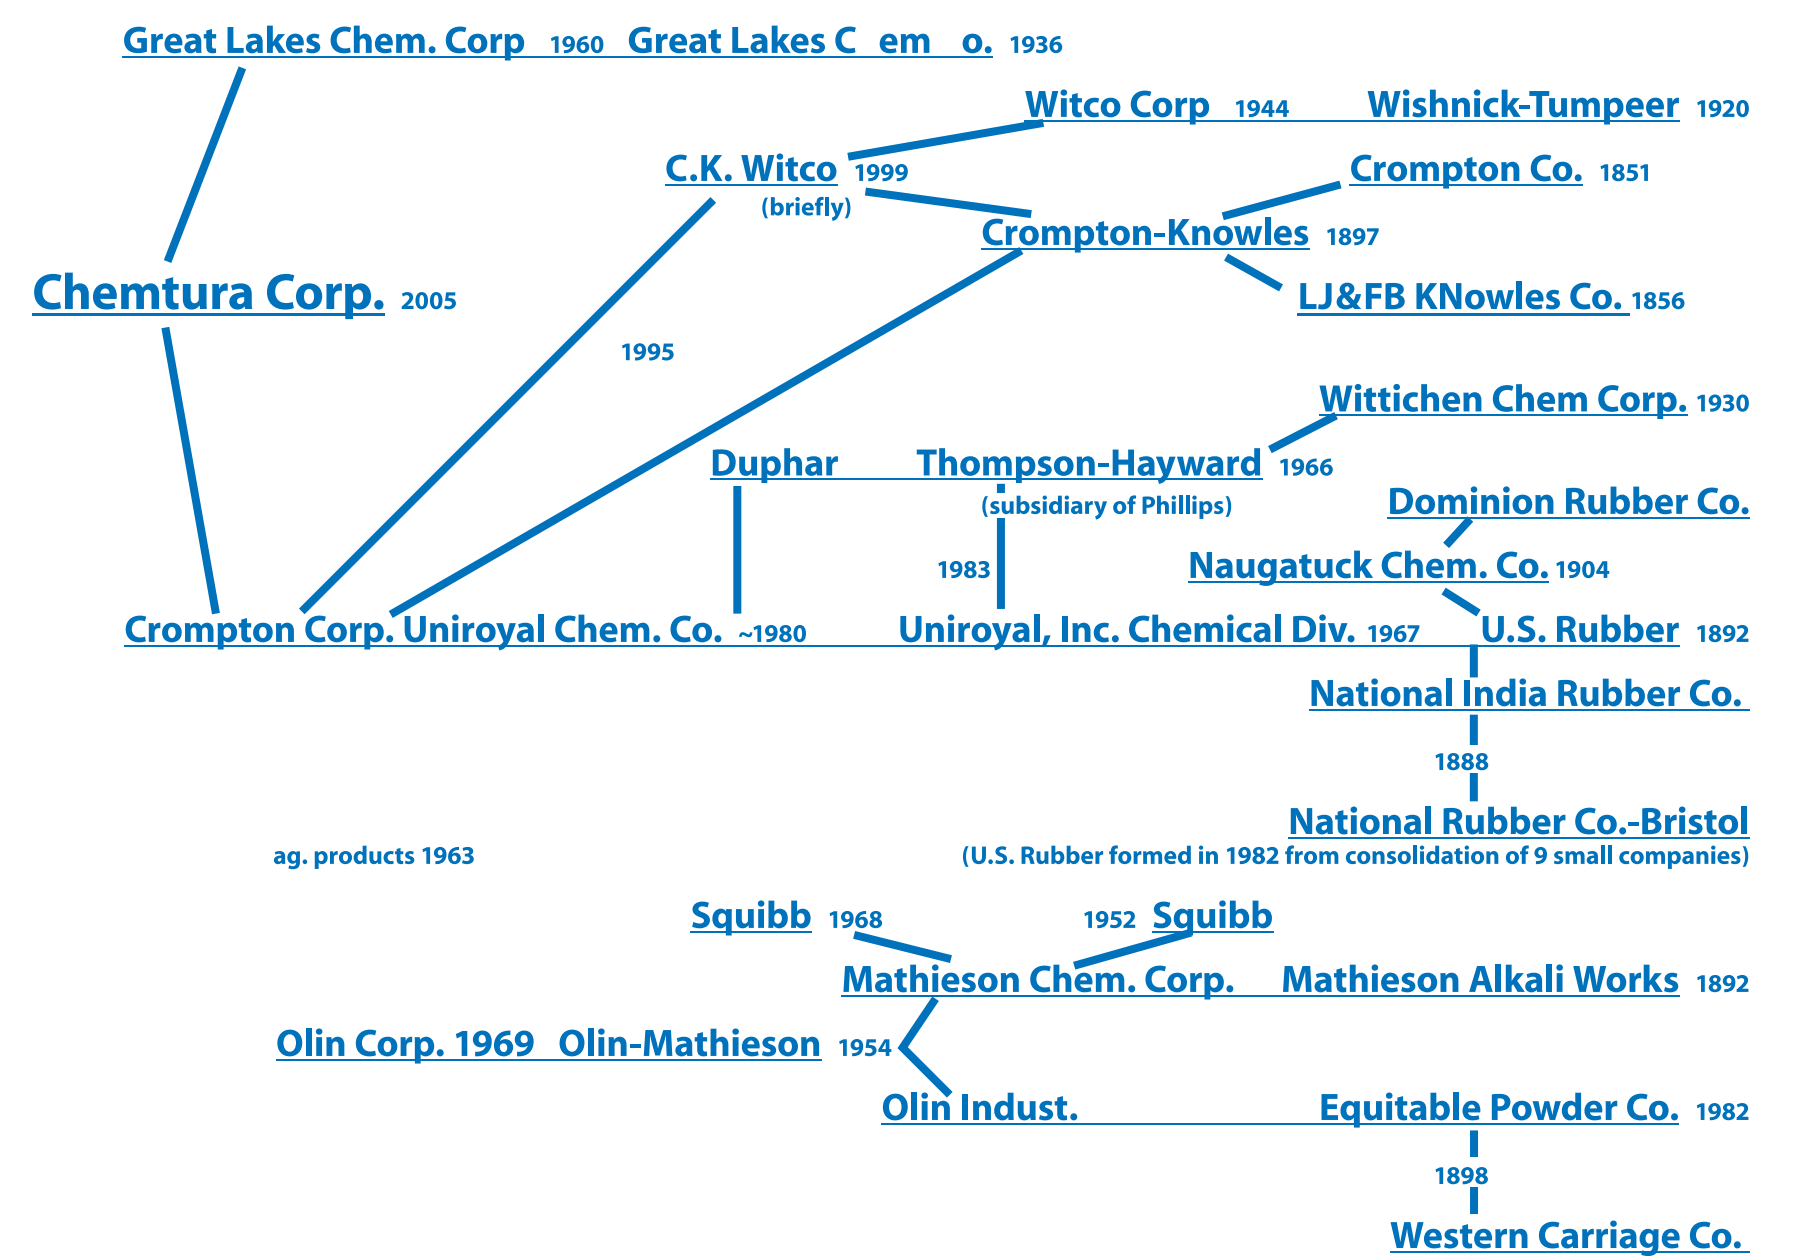 Great Lakes Chem. Corp 1960 Great Lakes C em o. 1936
Witco Corp 1944 Wishnick-Tumpeer 1920
C.K. Witco 1999 Crompton Co. 1851
(briefly)
Crompton-Knowles 1897
Chemtura Corp. 2005 LJ&FB KNowles Co. 1856
1995
Wittichen Chem Corp. 1930
Duphar Thompson-Hayward 1966
(subsidiary of Phillips) Dominion Rubber Co.
1983 Naugatuck Chem. Co. 1904
Crompton Corp. Uniroyal Chem. Co. ~1980 Uniroyal, Inc. Chemical Div. 1967 U.S. Rubber 1892
National India Rubber Co.
1888
National Rubber Co.-Bristol
ag. products 1963 (U.S. Rubber formed in 1982 from consolidation of 9 small companies)
Squibb 1968 1952 Squibb
Mathieson Chem. Corp. Mathieson Alkali Works 1892
Olin Corp. 1969 Olin-Mathieson 1954
Olin Indust. Equitable Powder Co. 1982
1898
Western Carriage Co.